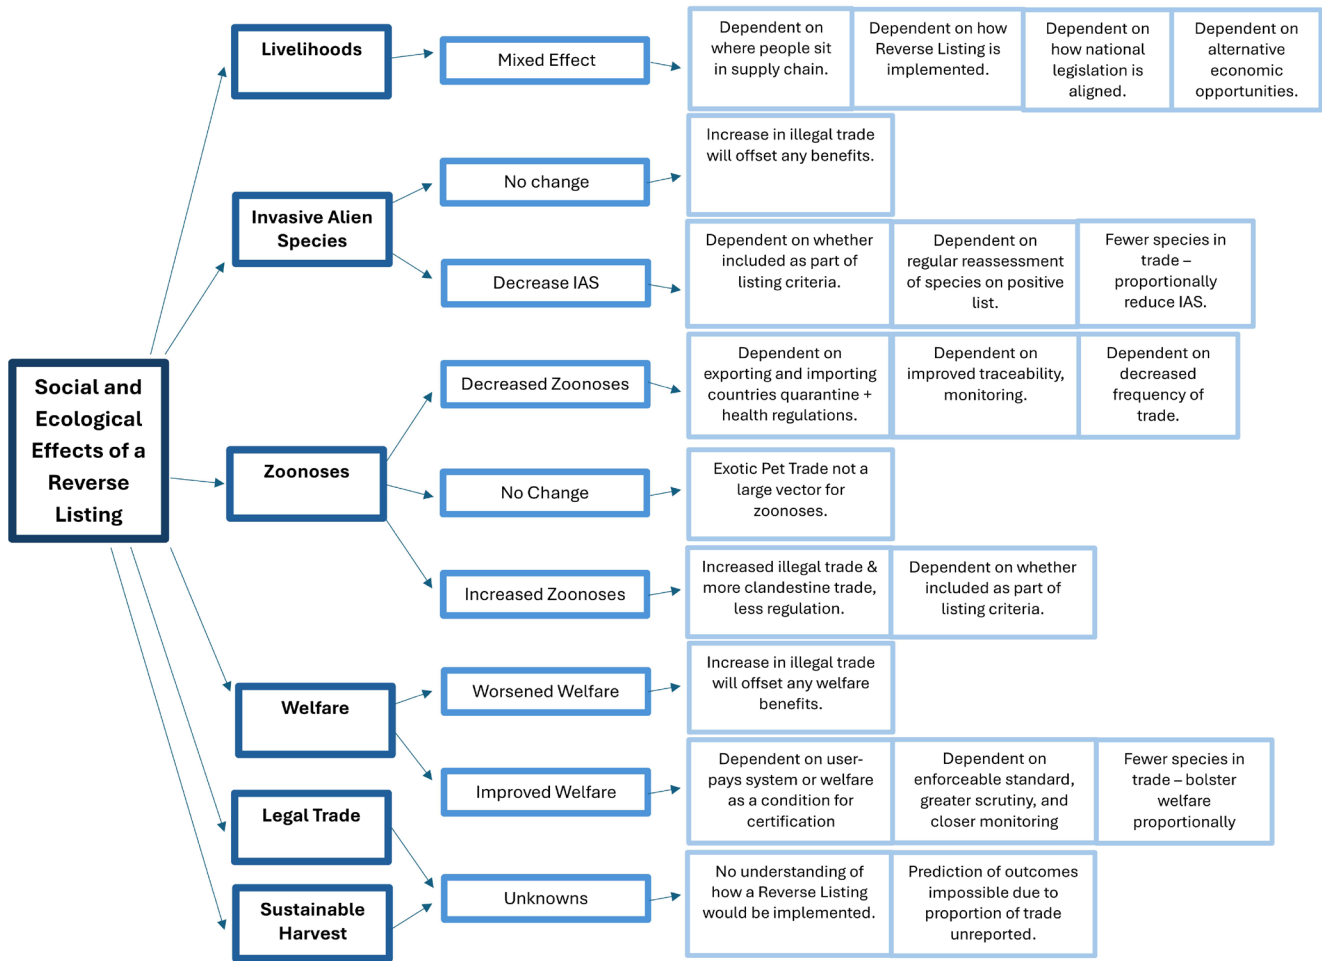 Social and
Ecological
Effects of a
Reverse
Listing
Livelihoods
Mixed Effect
Dependent on
where people sit
in supply chain.
Dependent on how
Reverse Listing is
implemented.
Dependent on
how national
legislation is
aligned.
Dependent on
alternative
economic
opportunities.
Invasive Alien
Species
No change
Increase in illegal trade
will offset any benefits.
Decrease IAS
Dependent on whether
included as part of
listing criteria.
Dependent on
regular reassessment
of species on positive
list.
Fewer species in
trade –
proportionally
reduce IAS.
Zoonoses
Decreased Zoonoses
Dependent on
exporting and importing
countries quarantine +
health regulations.
Dependent on
improved traceability,
monitoring.
Dependent on
decreased
frequency of
trade.
No Change
Exotic Pet Trade not a
large vector for
zoonoses.
Increased Zoonoses
Increased illegal trade &
more clandestine trade,
less regulation.
Dependent on whether
included as part of
listing criteria.
Welfare
Worsened Welfare
Increase in illegal trade
will offset any welfare
benefits.
Improved Welfare
Dependent on user-
pays system or welfare
as a condition for
certification
Dependent on
enforceable standard,
greater scrutiny, and
closer monitoring
Fewer species in
trade – bolster
welfare
proportionally
Legal Trade
Sustainable
Harvest
Unknowns
No understanding of
how a Reverse Listing
would be implemented.
Prediction of outcomes
impossible due to
proportion of trade
unreported.